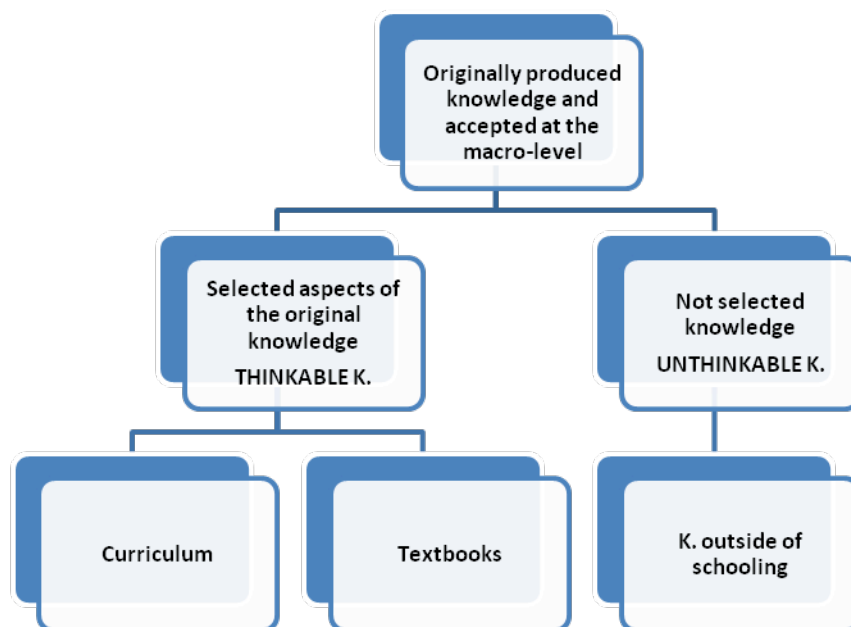 Originally produced
knowledge and
accepted at the
macro-level
Selected aspects of
the original
knowledge
THINKABLE K.
Not selected
knowledge
UNTHINKABLE K.
Curriculum
Textbooks
K. outside of
schooling